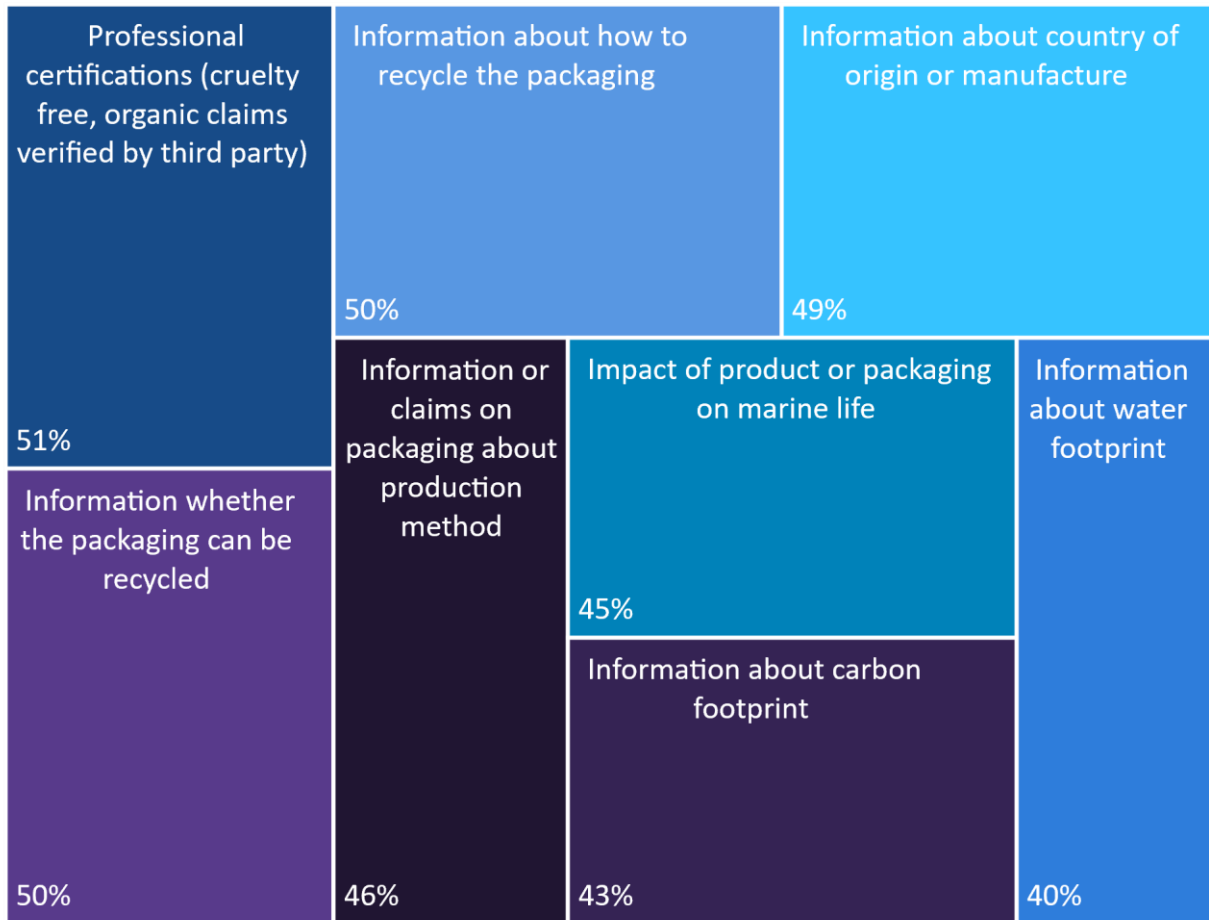 Professional
certifications (cruelty
free, organic claims
verified by third party)
51%
Information about how to
recycle the packaging
50%
Information about country of
origin or manufacture
49%
Information whether
the packaging can be
recycled
50%
Information or
claims on
packaging about
production
method
46%
Impact of product or packaging
on marine life
45%
Information about carbon
footprint
43%
Information
about water
footprint
40%